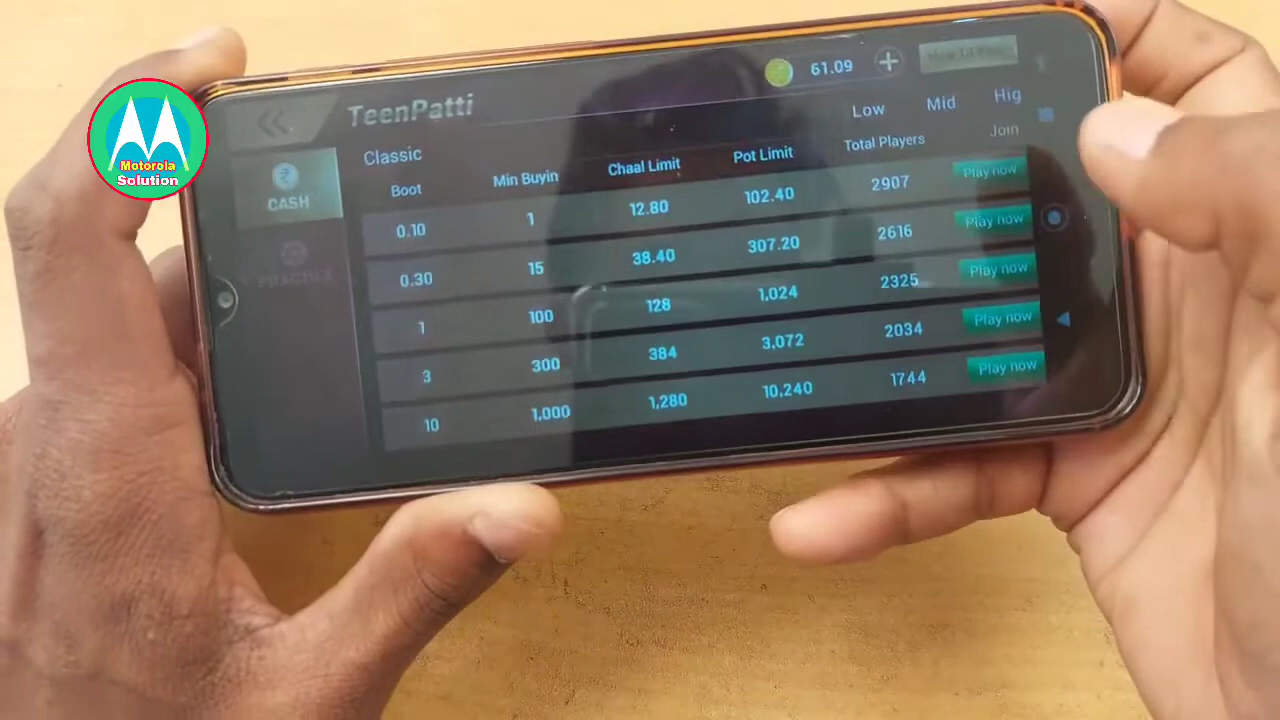 Motorola
Solution
TeenPatti
61.09 +
Low Mid Hig
CASH
PRACTICE
Classic
Boot Min Buyin Chaal Limit Pot Limit Total Players Join
0.10 1 12.80 102.40 2907 Play now
0.30 15 38.40 307.20 2616 Play now
1 100 128 1,024 2325 Play now
3 300 384 3,072 2034 Play now
10 1,000 1,280 10,240 1744 Play now